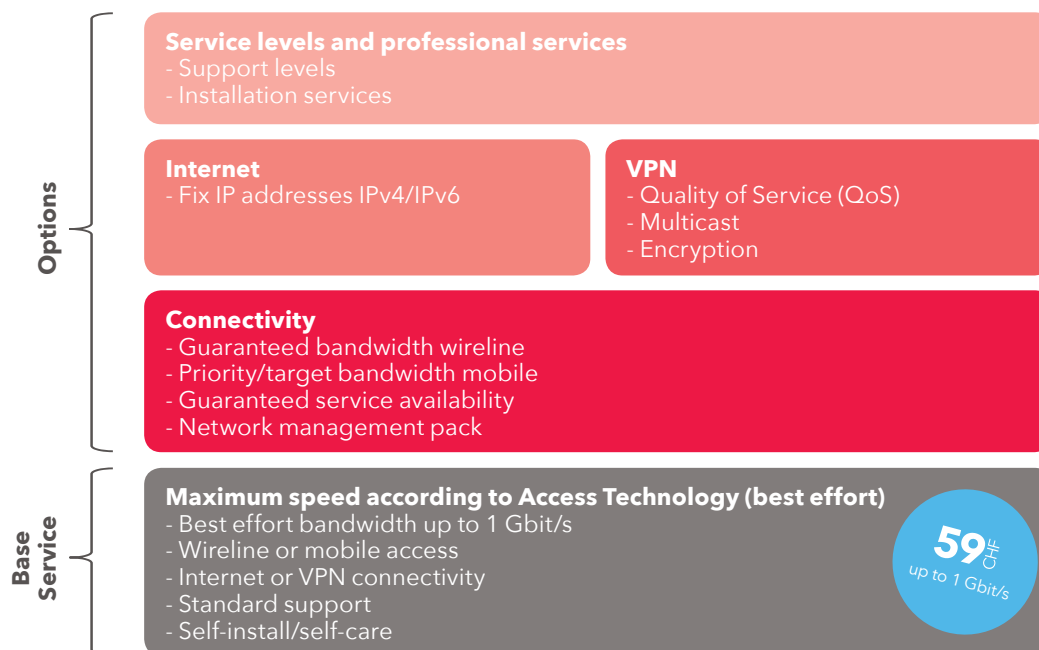 Options
Service levels and professional services
- Support levels
- Installation services
Internet
- Fix IP addresses IPv4/IPv6
VPN
- Quality of Service (QoS)
- Multicast
- Encryption
Connectivity
- Guaranteed bandwidth wireline
- Priority/target bandwidth mobile
- Guaranteed service availability
- Network management pack
Base
Service
Maximum speed according to Access Technology (best effort)
- Best effort bandwidth up to 1 Gbit/s
- Wireline or mobile access
- Internet or VPN connectivity
- Standard support
- Self-install/self-care
59 CHF
up to 1 Gbit/s